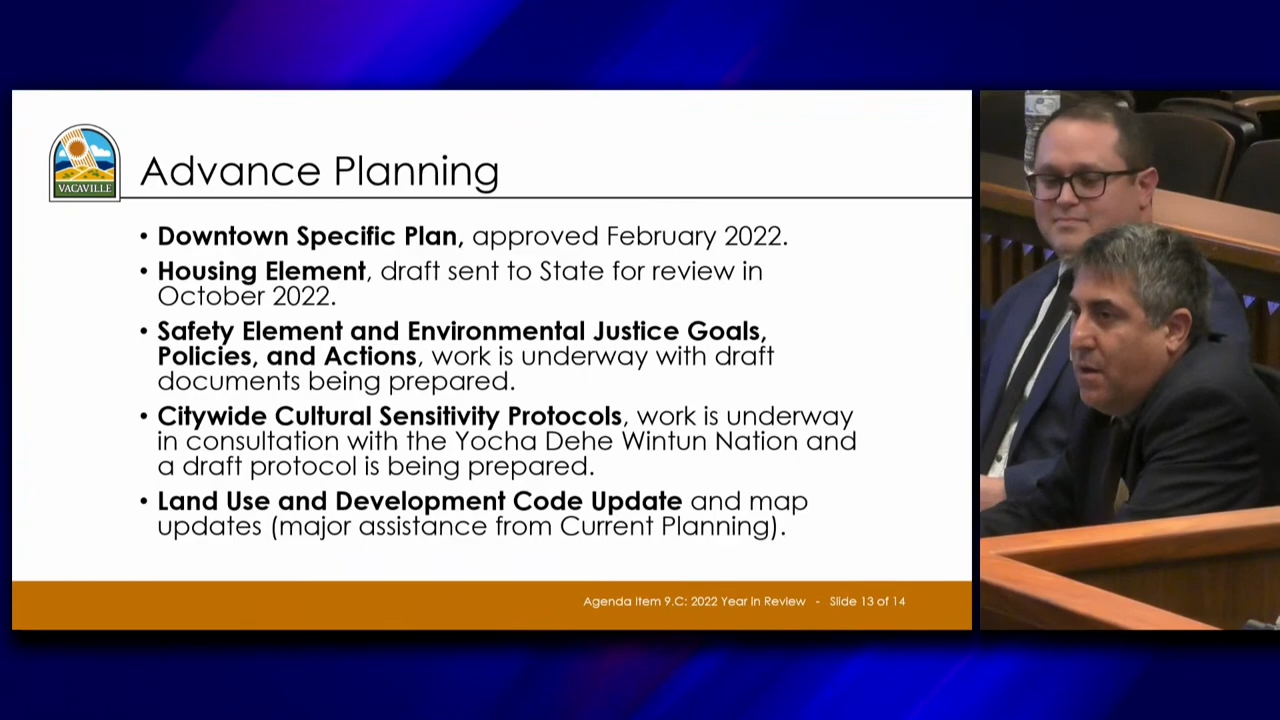 VACAVILLE
Advance Planning
• Downtown Specific Plan, approved February 2022.
• Housing Element, draft sent to State for review in
October 2022.
• Safety Element and Environmental Justice Goals,
Policies, and Actions, work is underway with draft
documents being prepared.
• Citywide Cultural Sensitivity Protocols, work is underway
in consultation with the Yocha Dehe Wintun Nation and
a draft protocol is being prepared.
• Land Use and Development Code Update and map
updates (major assistance from Current Planning).
Agenda Item 9.C: 2022 Year in Review - Slide 13 of 14